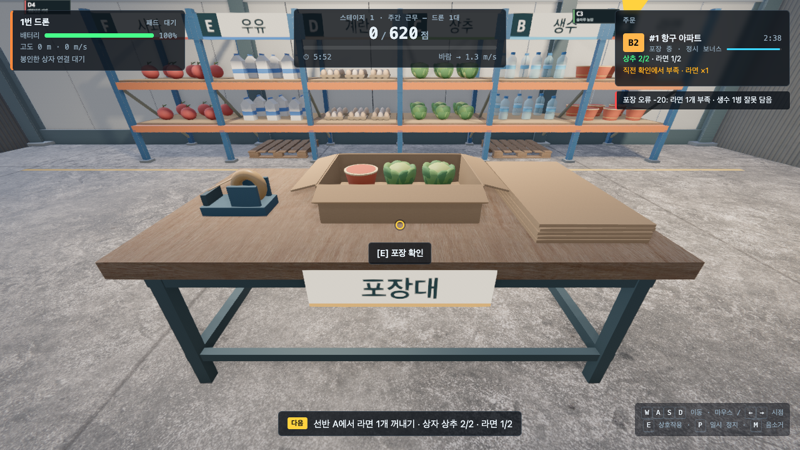 D4
1번 드론
패드 대기
배터리
100%
고도 0 m · 0 m/s
봉인한 상자 연결 대기
E 우유
D
스테이지 1 · 주간 근무 – 드론 1대
0 / 620점
5:52
바람 → 1.3 m/s
B 생수
C3
주문
B2
#1 항구 아파트
2:38
포장 중 · 정시 보너스
상추 2/2 · 라면 1/2
직전 확인에서 부족 · 라면 ×1
포장 오류 -20: 라면 1개 부족 · 생수 1병 잘못 담음
[E] 포장 확인
포장대
다음 선반 A에서 라면 1개 꺼내기 · 상자 상추 2/2 · 라면 1/2
W A S D 이동 · 마우스 / ← → 시점
E 상호작용 · P 일시 정지 · M 음소거